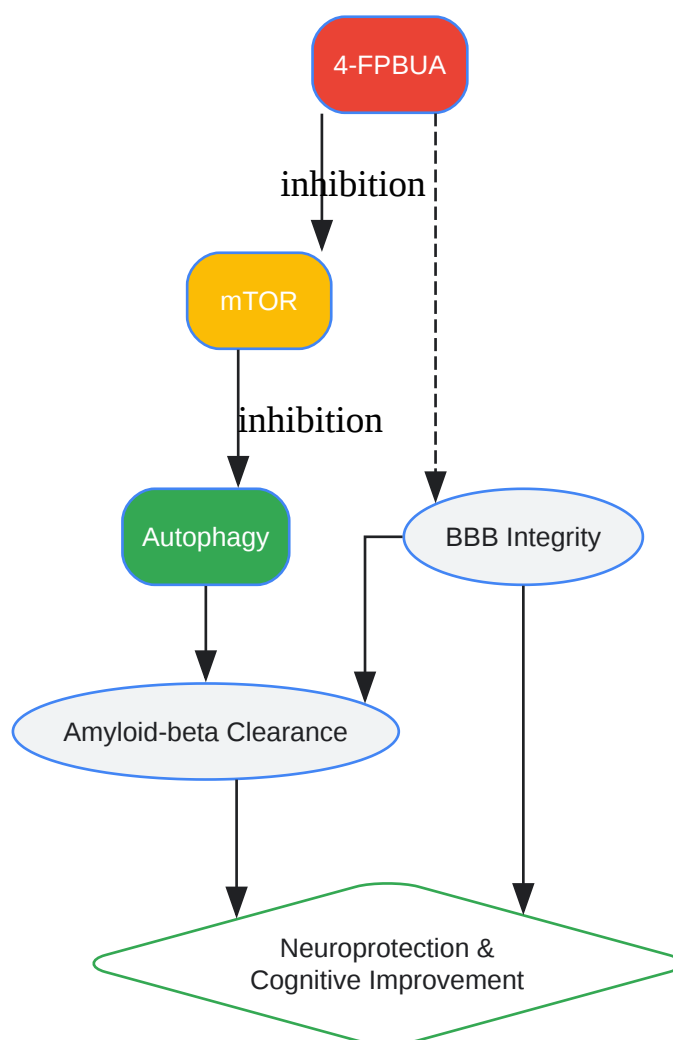 4-FPBUA
inhibition
mTOR
inhibition
Autophagy
BBB Integrity
Amyloid-beta Clearance
Neuroprotection &
Cognitive Improvement